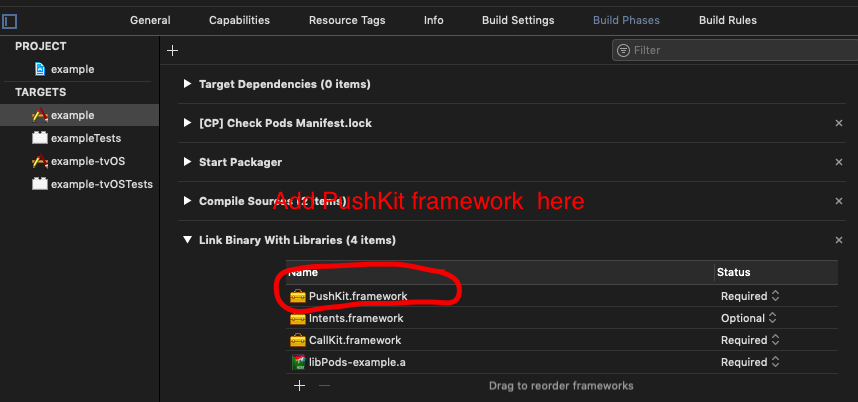 General Capabilities Resource Tags Info Build Settings Build Phases Build Rules
PROJECT
example
TARGETS
example
exampleTests
example-tvOS
example-tvOSTests
+ Filter
Target Dependencies (0 items)
[CP] Check Pods Manifest.lock ×
Start Packager ×
Compile Sources (2 items) ×
Add PushKit framework here
Link Binary With Libraries (4 items) ×
Name Status
PushKit.framework Required
Intents.framework Optional
CallKit.framework Required
libPods-example.a Required
+ — Drag to reorder frameworks